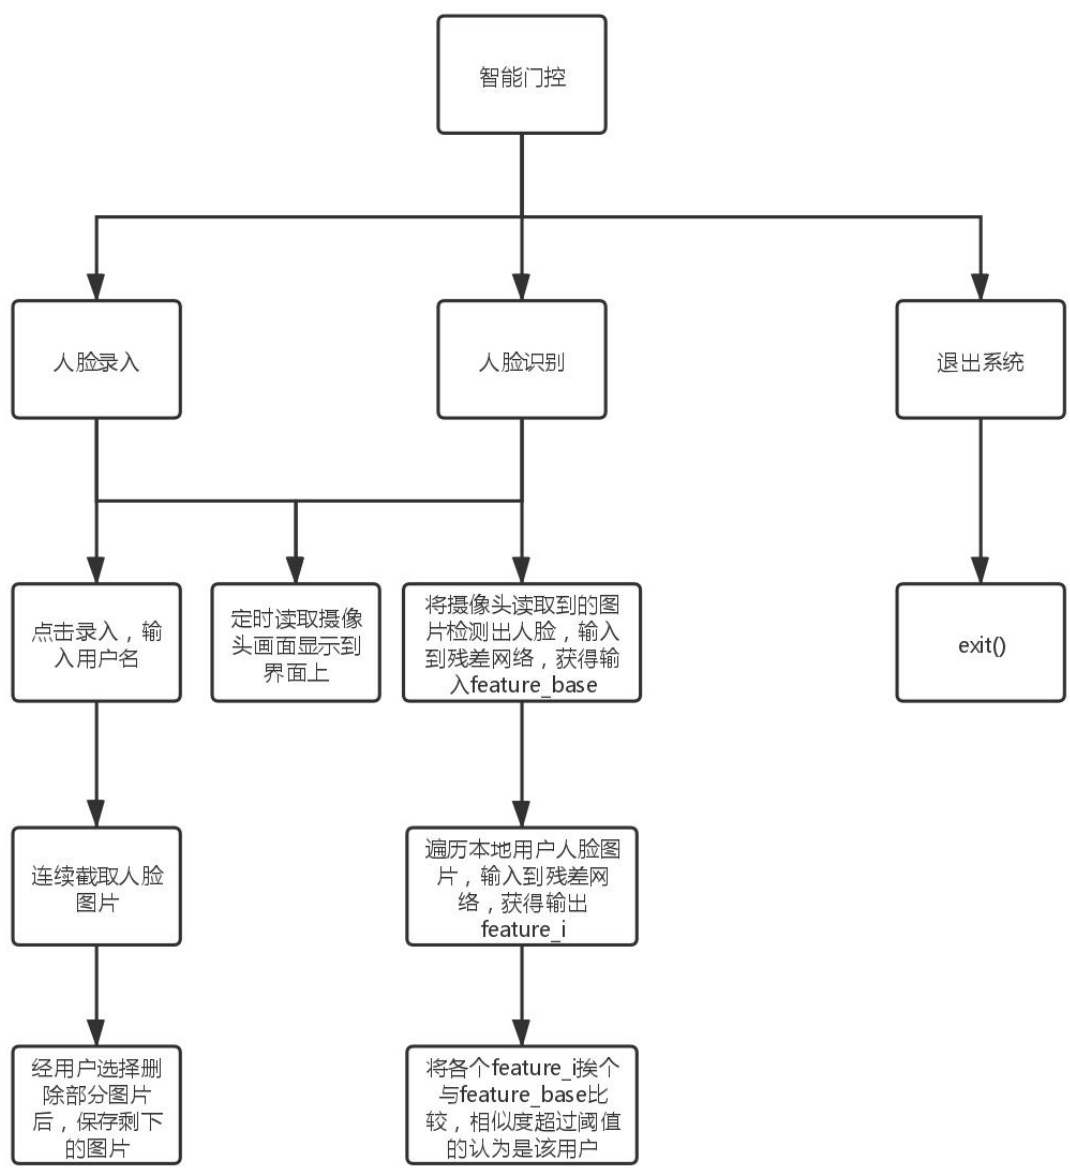 智能门控
人脸录入
人脸识别
退出系统
点击录入，输
入用户名
定时读取摄像
头画面显示到
界面上
将摄像头读取到的图
片检测出人脸，输入
到残差网络，获得输
入feature_base
exit()
连续截取人脸
图片
遍历本地用户人脸图
片，输入到残差网
络，获得输出
feature_i
经用户选择删
除部分图片
后，保存剩下
的图片
将各个feature_i挨个
与feature_base比
较，相似度超过阈值
的认为是该用户